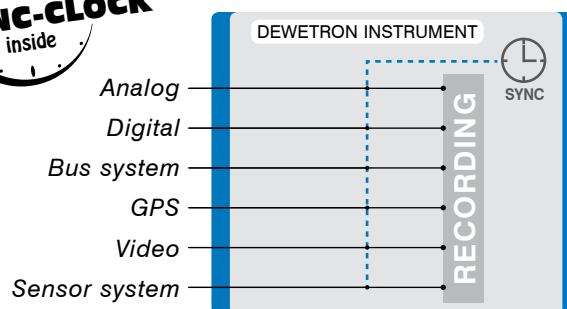 NC-CLOCK
inside
DEWETRON INSTRUMENT
SYNC
Analog
Digital
Bus system
GPS
Video
Sensor system
RECORDING